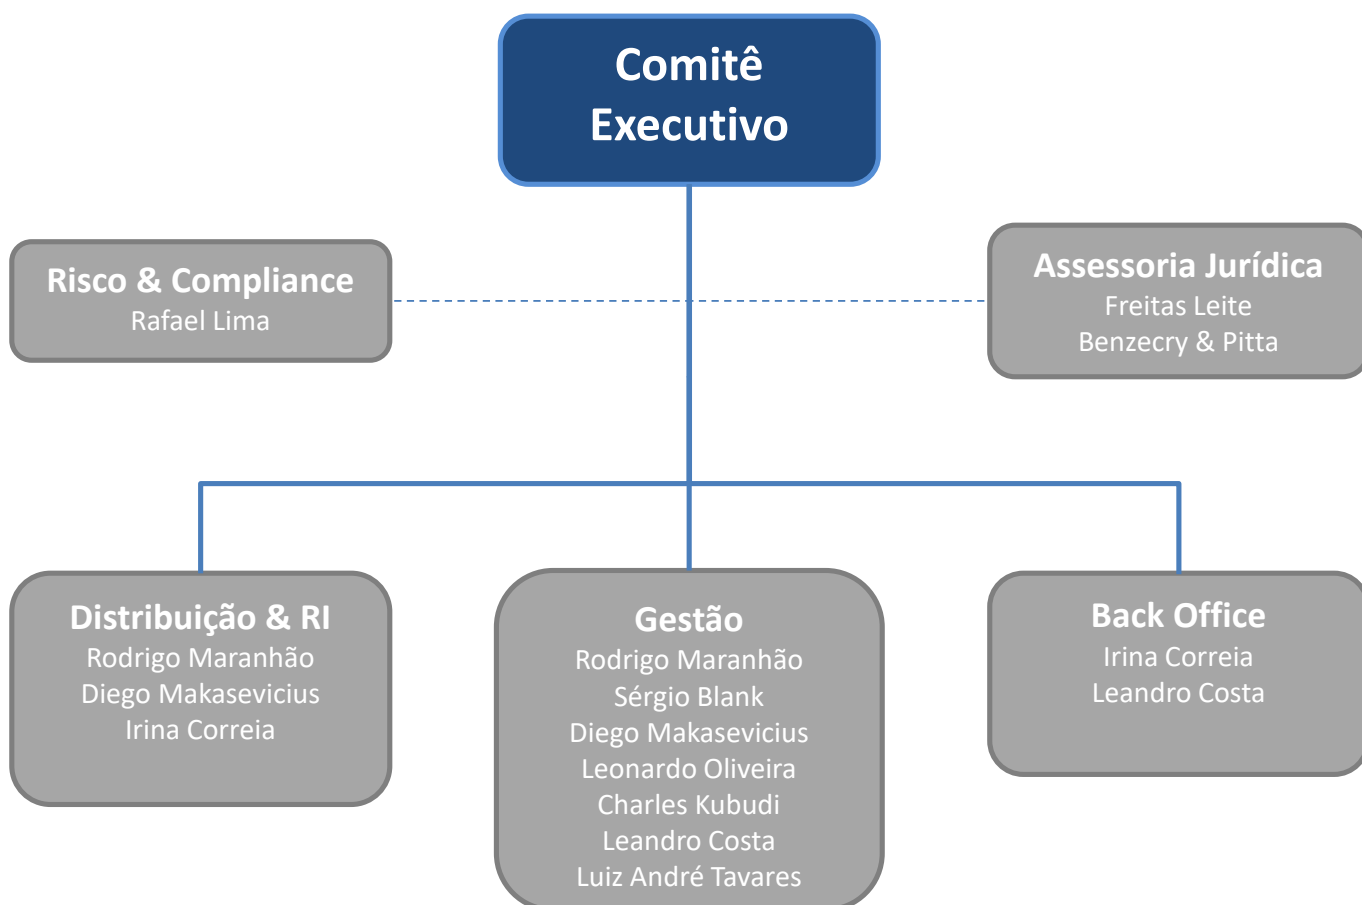 Comitê
Executivo
Risco & Compliance
Rafael Lima
Assessoria Jurídica
Freitas Leite
Benzecry & Pitta
Distribuição & RI
Rodrigo Maranhão
Diego Makasevicius
Irina Correia
Gestão
Rodrigo Maranhão
Sérgio Blank
Diego Makasevicius
Leonardo Oliveira
Charles Kubudi
Leandro Costa
Luiz André Tavares
Back Office
Irina Correia
Leandro Costa